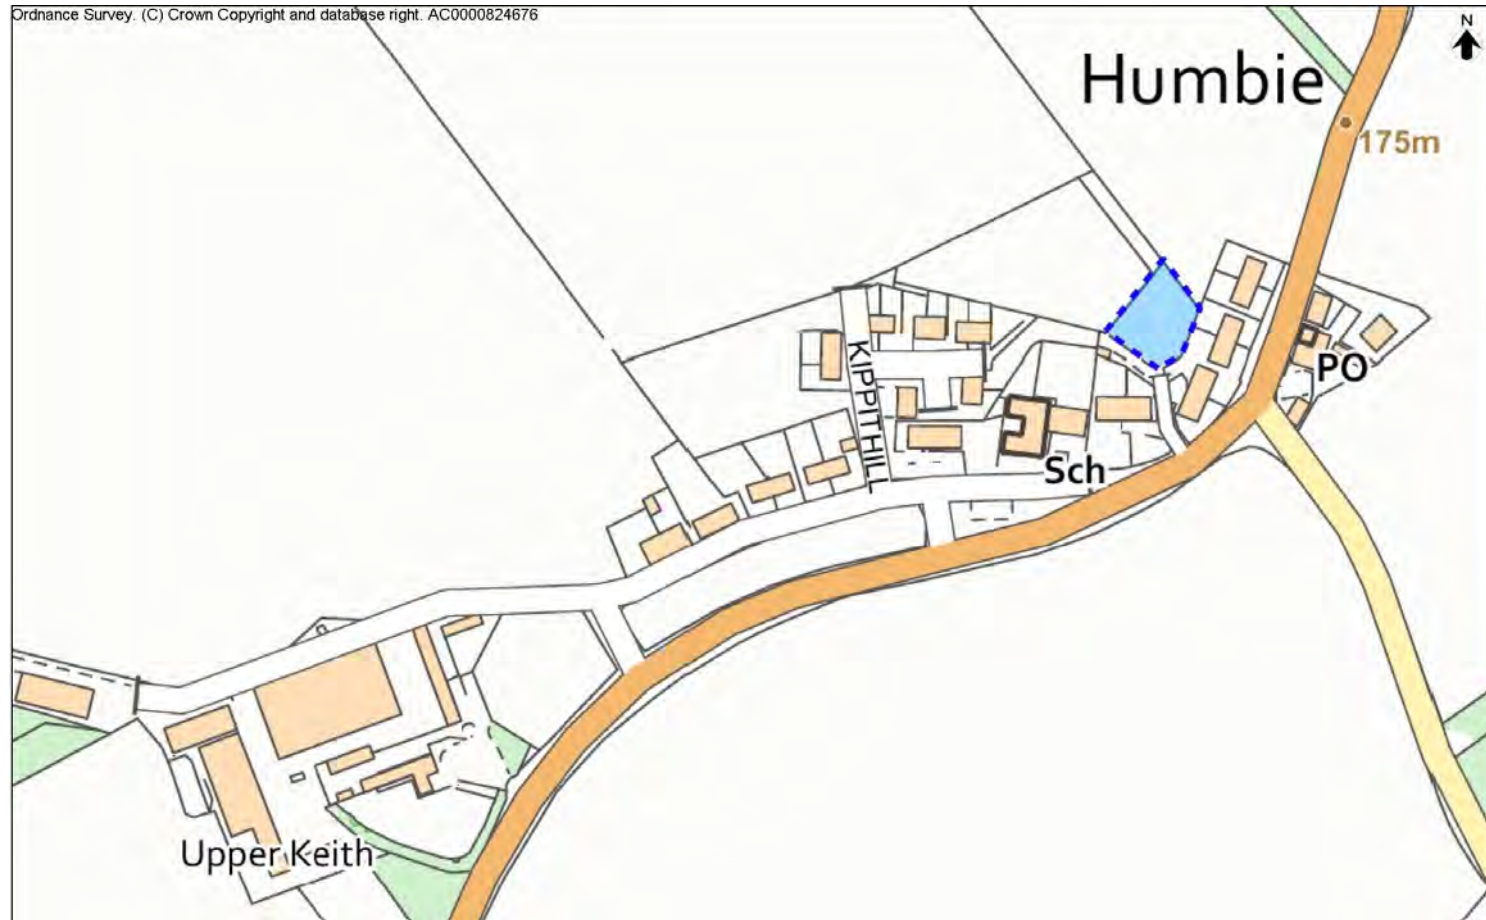 Ordnance Survey. (C) Crown Copyright and database right. AC0000824676
N
Humbie
175m
KIPPITHILL
PO
Sch
Upper Keith